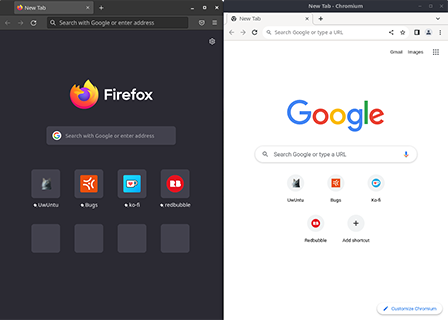 New Tab
Search with Google or enter address
Firefox
Search with Google or enter address
UwUntu
Bugs
ko-fi
redbubble
New Tab - Chromium
New Tab
Search Google or type a URL
Gmail
Images
Google
Search Google or type a URL
UwUntu
Bugs
Ko-fi
Redbubble
Add shortcut
Customize Chromium